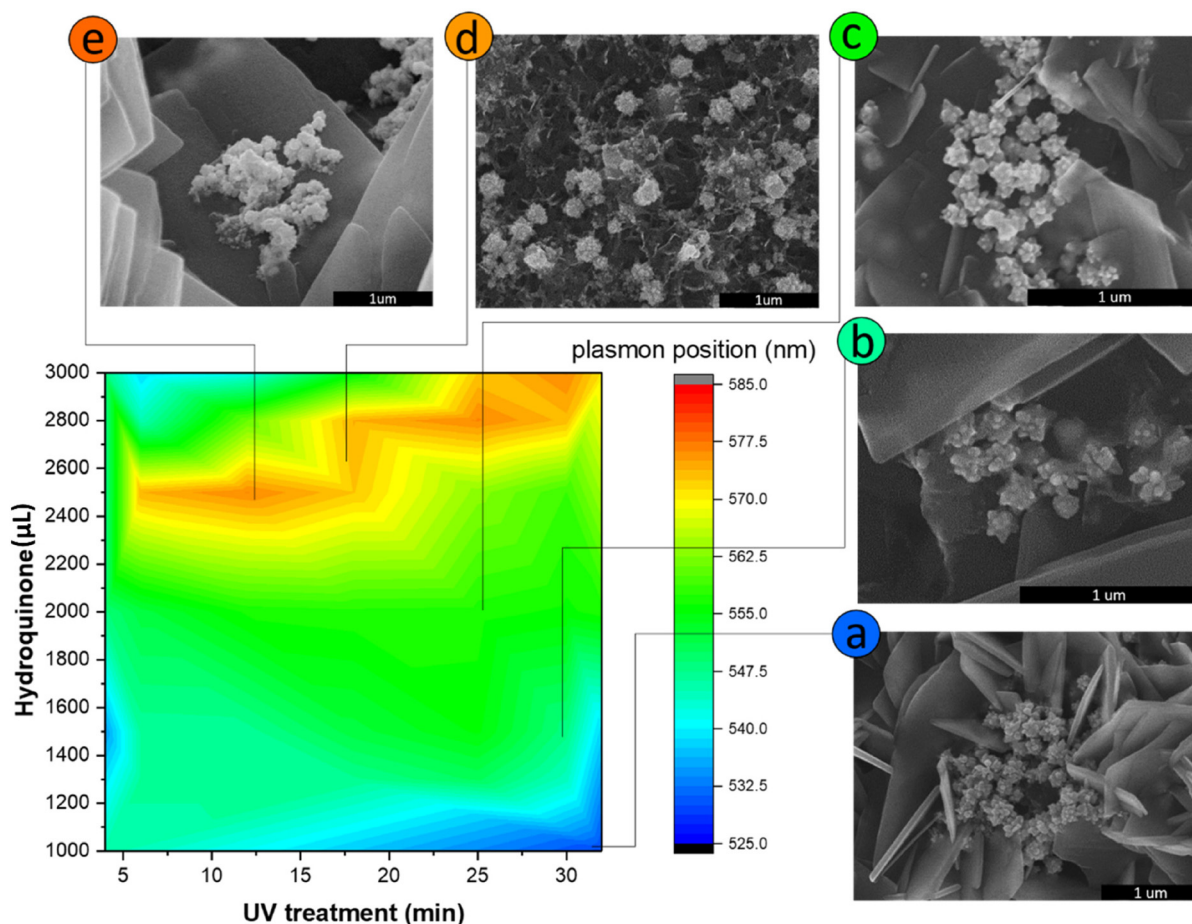 e
d
c
1um
1um
1 um
b
1 um
a
1 um
plasmon position (nm)
585.0
577.5
570.0
562.5
555.0
547.5
540.0
532.5
525.0
Hydroquinone(µL)
3000
2800
2600
2400
2200
2000
1800
1600
1400
1200
1000
5
10
15
20
25
30
UV treatment (min)